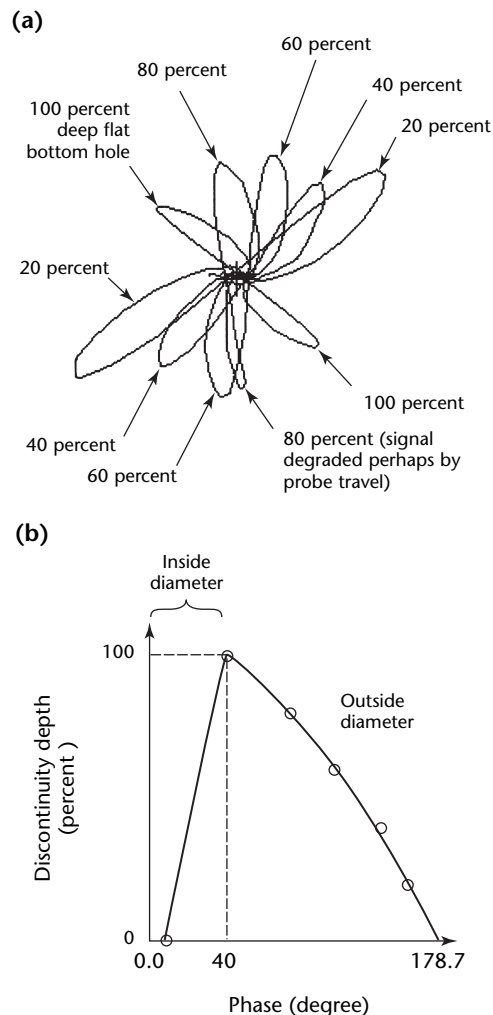 (a)
60 percent
80 percent
40 percent
100 percent
deep flat
bottom hole
20 percent
20 percent
100 percent
40 percent
80 percent (signal
degraded perhaps by
probe travel)
60 percent
(b)
Inside
diameter
100
Outside
diameter
Discontinuity depth
(percent )
0
0.0
40
178.7
Phase (degree)